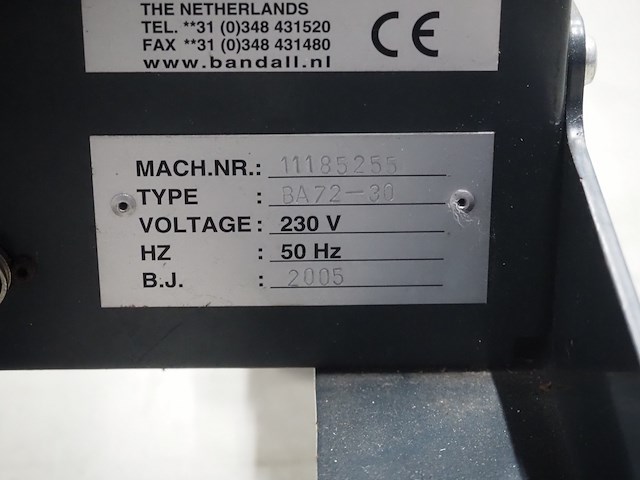 THE NETHERLANDS
TEL. **31 (0)348 431520
FAX **31 (0)348 431480
www.bandall.nl
CE
MACH.NR.: 11185255
TYPE : BA72-30
VOLTAGE: 230 V
HZ : 50 Hz
B.J. : 2005